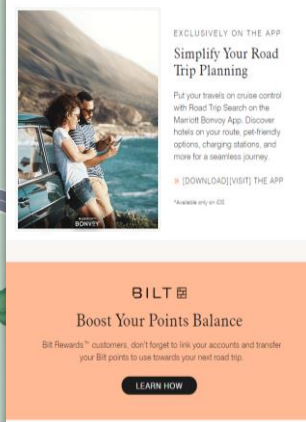 EXCLUSIVELY ON THE APP
Simplify Your Road
Trip Planning
Put your travels on cruise control
with Road Trip Search on the
Marriott Bonvoy App. Discover
hotels on your route, pet-friendly
options, charging stations, and
more for a seamless journey.
» [DOWNLOAD][VISIT] THE APP
*Available only on iOS
MARRIOTT
BONVOY
BILT
Boost Your Points Balance
Bilt Rewards™ customers, don't forget to link your accounts and transfer
your Bilt points to use towards your next road trip.
LEARN HOW